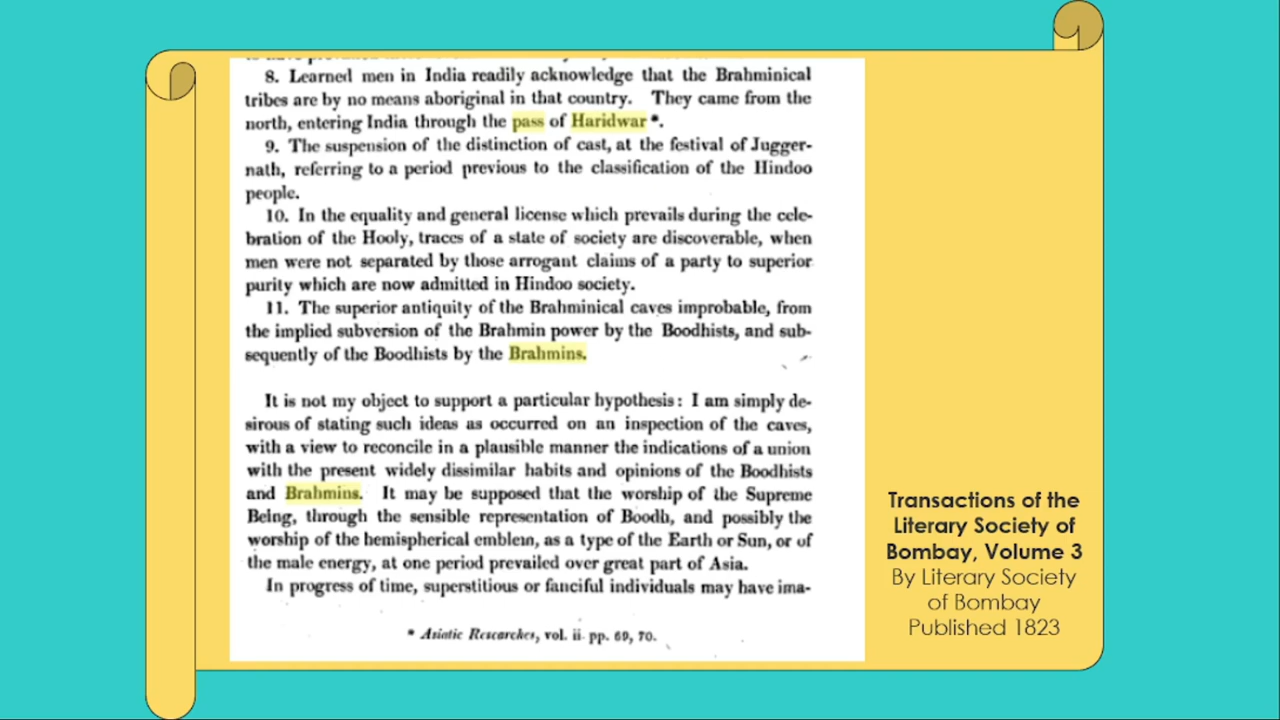 8. Learned men in India readily acknowledge that the Brahminical
tribes are by no means aboriginal in that country. They came from the
north, entering India through the pass of Haridwar *.
9. The suspension of the distinction of cast, at the festival of Jugger-
nath, referring to a period previous to the classification of the Hindoo
people.
10. In the equality and general license which prevails during the cele-
bration of the Hooly, traces of a state of society are discoverable, when
men were not separated by those arrogant claims of a party to superior
purity which are now admitted in Hindoo society.
11. The superior antiquity of the Brahminical caves improbable, from
the implied subversion of the Brahmin power by the Boodhists, and sub-
sequently of the Boodhists by the Brahmins.
It is not my object to support a particular hypothesis: I am simply de-
sirous of stating such ideas as occurred on an inspection of the caves,
with a view to reconcile in a plausible manner the indications of a union
with the present widely dissimilar habits and opinions of the Boodhists
and Brahmins. It may be supposed that the worship of the Supreme
Being, through the sensible representation of Boodh, and possibly the
worship of the hemispherical emblem, as a type of the Earth or Sun, or of
the male energy, at one period prevailed over great part of Asia.
In progress of time, superstitious or fanciful individuals may have ima-
* Asiatic Researches, vol. ii. pp. 69, 70.
Transactions of the
Literary Society of
Bombay, Volume 3
By Literary Society
of Bombay
Published 1823